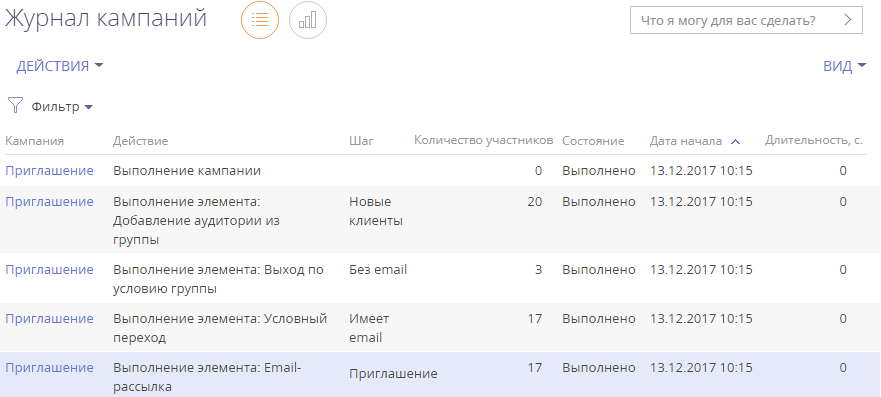 Журнал кампаний
Что я могу для вас сделать?
ДЕЙСТВИЯ ВИД
Фильтр
Кампания Действие Шаг Количество участников Состояние Дата начала Длительность, с.
Приглашение Выполнение кампании 0 Выполнено 13.12.2017 10:15 0
Приглашение Выполнение элемента: Новые 20 Выполнено 13.12.2017 10:15 0
Добавление аудитории из клиенты
группы
Приглашение Выполнение элемента: Выход по Без email 3 Выполнено 13.12.2017 10:15 0
условию группы
Приглашение Выполнение элемента: Условный Имеет 17 Выполнено 13.12.2017 10:15 0
переход email
Приглашение Выполнение элемента: Email- Приглашение 17 Выполнено 13.12.2017 10:15 0
рассылка